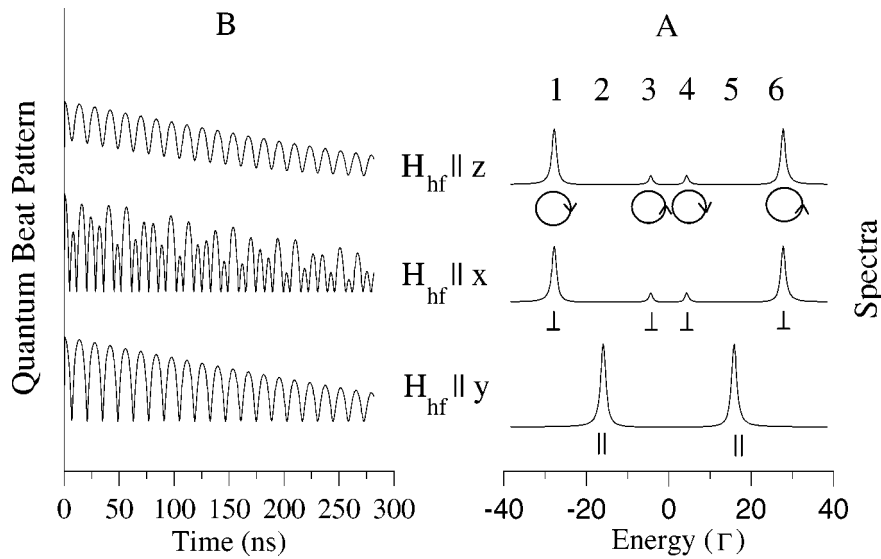 B
A
Quantum Beat Pattern
Spectra
1 2 3 4 5 6
H_hf || z
H_hf || x
⊥ ⊥ ⊥ ⊥
H_hf || y
|| ||
0 50 100 150 200 250 300
Time (ns)
-40 -20 0 20 40
Energy (Γ)